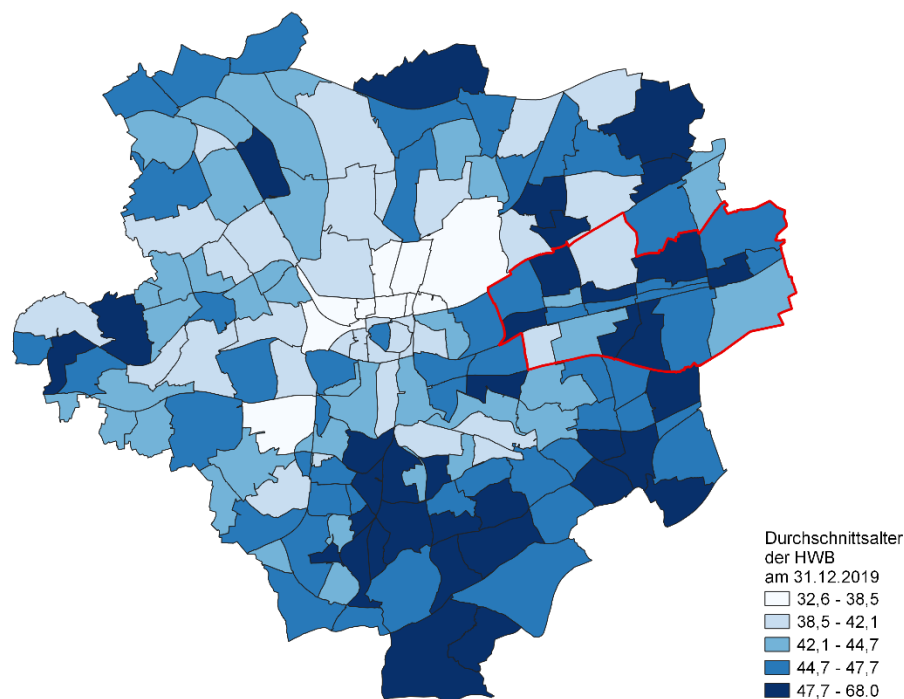 Durchschnittsalter
der HWB
am 31.12.2019
32,6 - 38,5
38,5 - 42,1
42,1 - 44,7
44,7 - 47,7
47,7 - 68.0